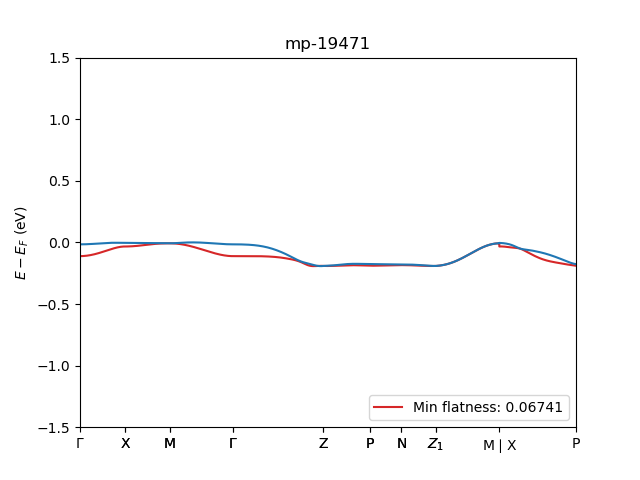 mp-19471
1.5
1.0
0.5
0.0
−0.5
−1.0
−1.5
E − E_F (eV)
Min flatness: 0.06741
Γ X M Γ Z P N Z₁ M | X P